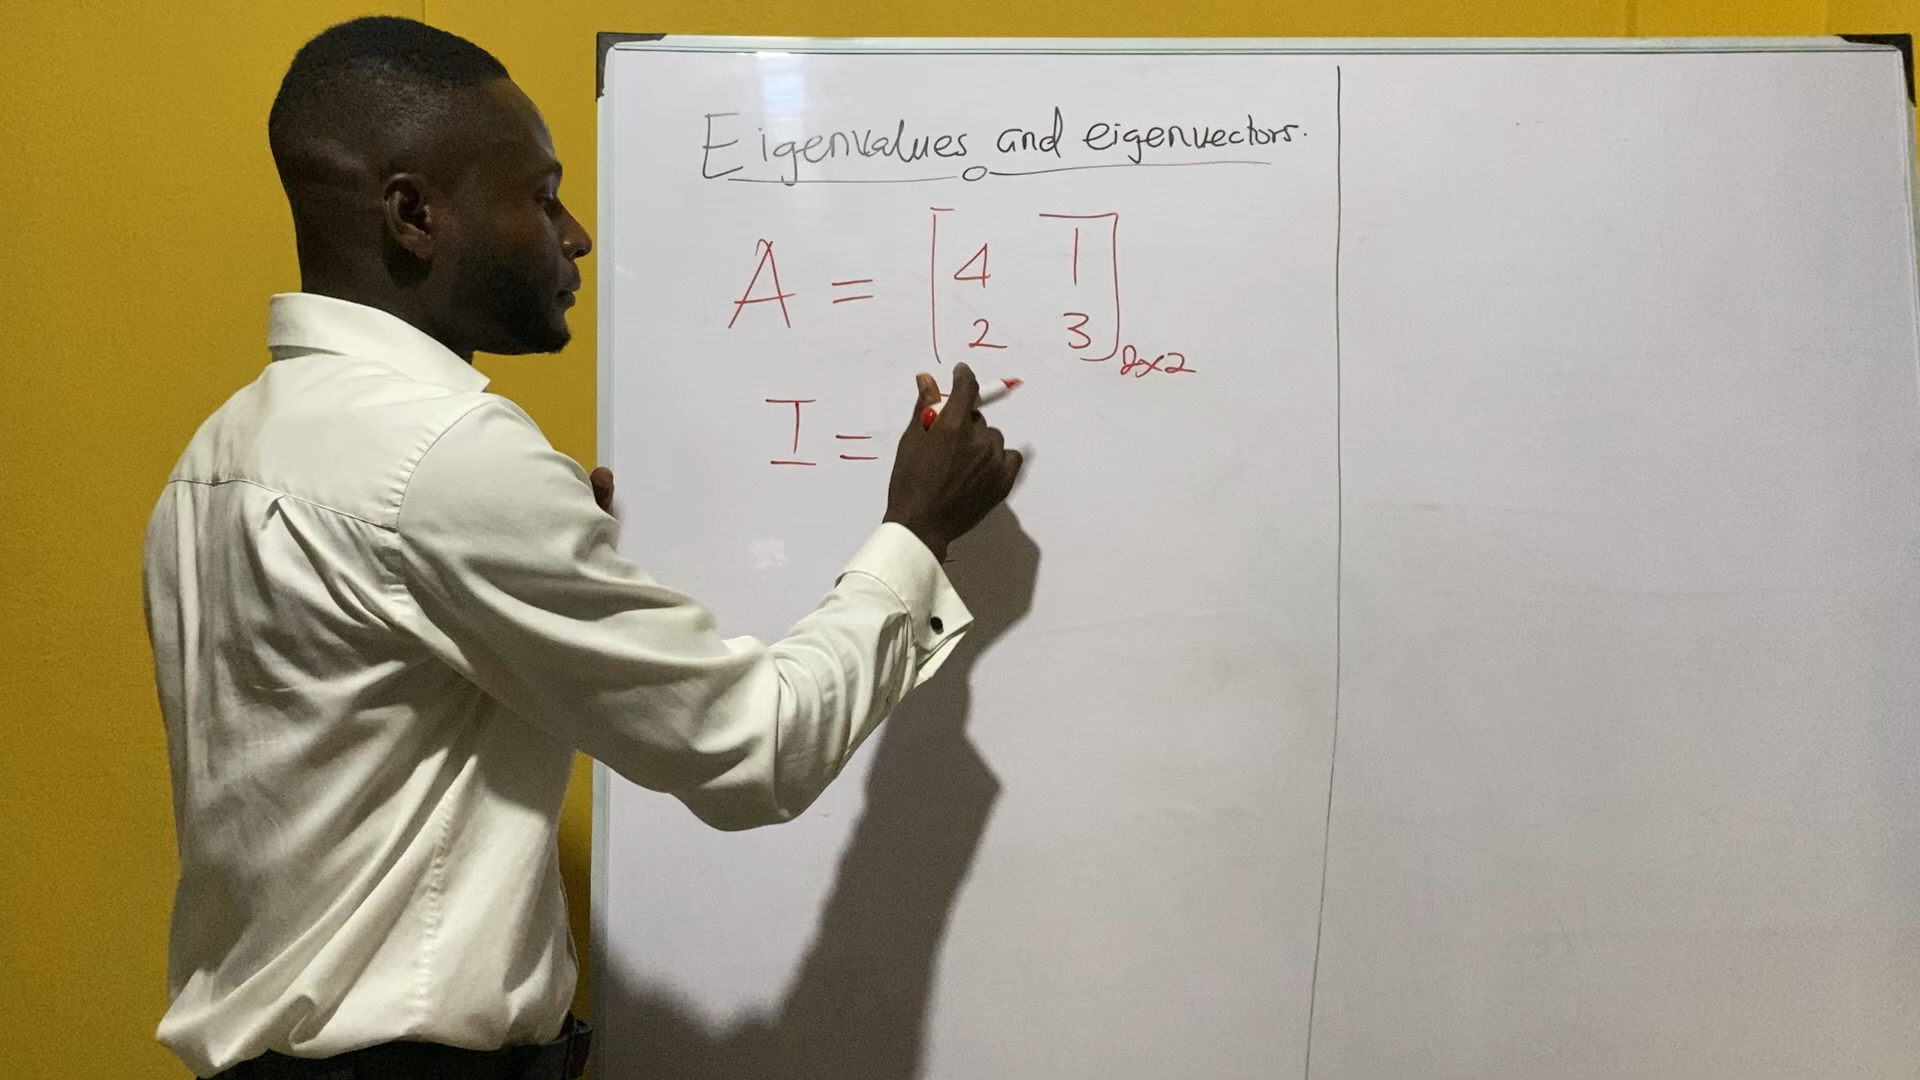 Eigenvalues and eigenvectors.
A = [4 1
2 3]2x2
I =